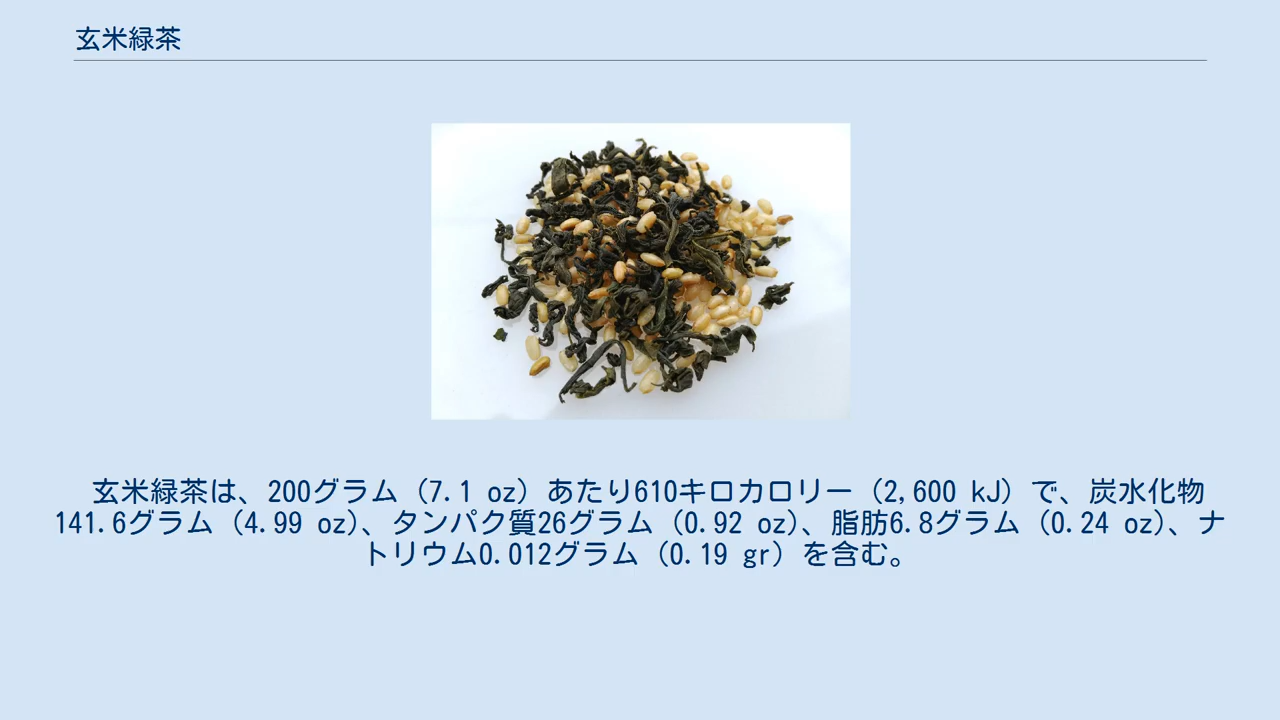 玄米緑茶
玄米緑茶は、200グラム（7.1 oz）あたり610キロカロリー（2,600 kJ）で、炭水化物
141.6グラム（4.99 oz）、タンパク質26グラム（0.92 oz）、脂肪6.8グラム（0.24 oz）、ナ
トリウム0.012グラム（0.19 gr）を含む。